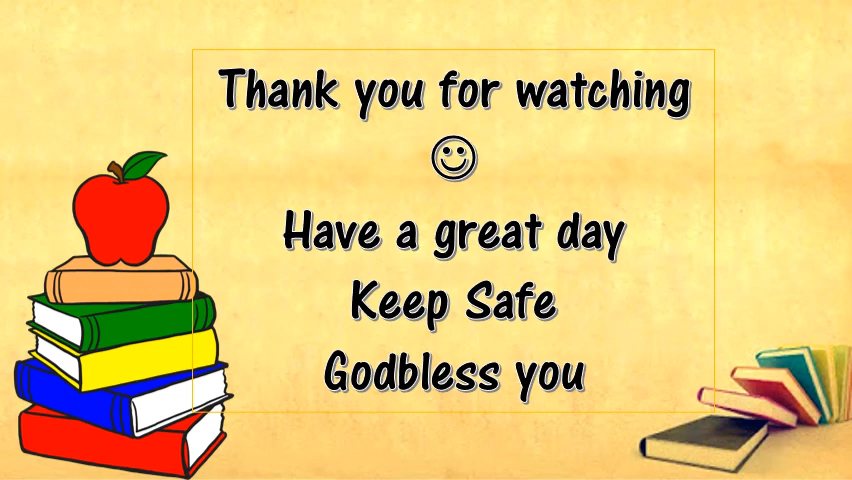 Thank you for watching
☺
Have a great day
Keep Safe
Godbless you